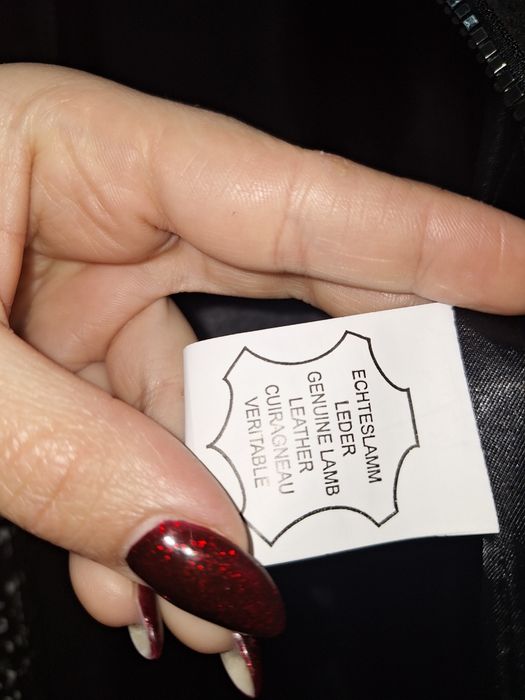 ECHTESLAMM
LEDER
GENUINE LAMB
LEATHER
CUIRAGNEAU
VERITABLE